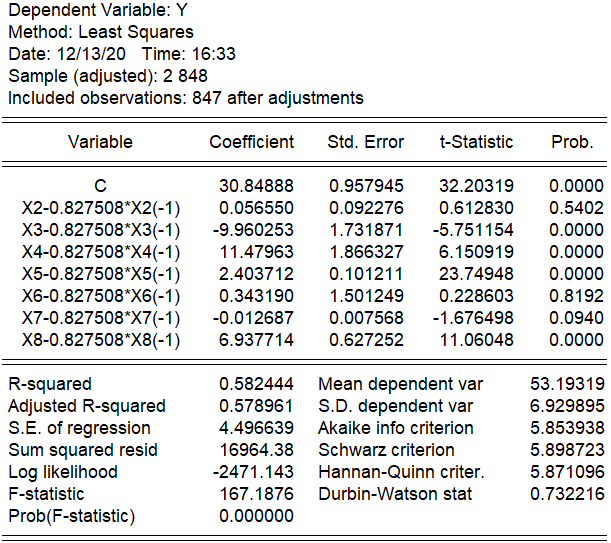 Dependent Variable: Y
Method: Least Squares
Date: 12/13/20 Time: 16:33
Sample (adjusted): 2 848
Included observations: 847 after adjustments
Variable Coefficient Std. Error t-Statistic Prob.
C 30.84888 0.957945 32.20319 0.0000
X2-0.827508*X2(-1) 0.056550 0.092276 0.612830 0.5402
X3-0.827508*X3(-1) -9.960253 1.731871 -5.751154 0.0000
X4-0.827508*X4(-1) 11.47963 1.866327 6.150919 0.0000
X5-0.827508*X5(-1) 2.403712 0.101211 23.74948 0.0000
X6-0.827508*X6(-1) 0.343190 1.501249 0.228603 0.8192
X7-0.827508*X7(-1) -0.012687 0.007568 -1.676498 0.0940
X8-0.827508*X8(-1) 6.937714 0.627252 11.06048 0.0000
R-squared 0.582444 Mean dependent var 53.19319
Adjusted R-squared 0.578961 S.D. dependent var 6.929895
S.E. of regression 4.496639 Akaike info criterion 5.853938
Sum squared resid 16964.38 Schwarz criterion 5.898723
Log likelihood -2471.143 Hannan-Quinn criter. 5.871096
F-statistic 167.1876 Durbin-Watson stat 0.732216
Prob(F-statistic) 0.000000